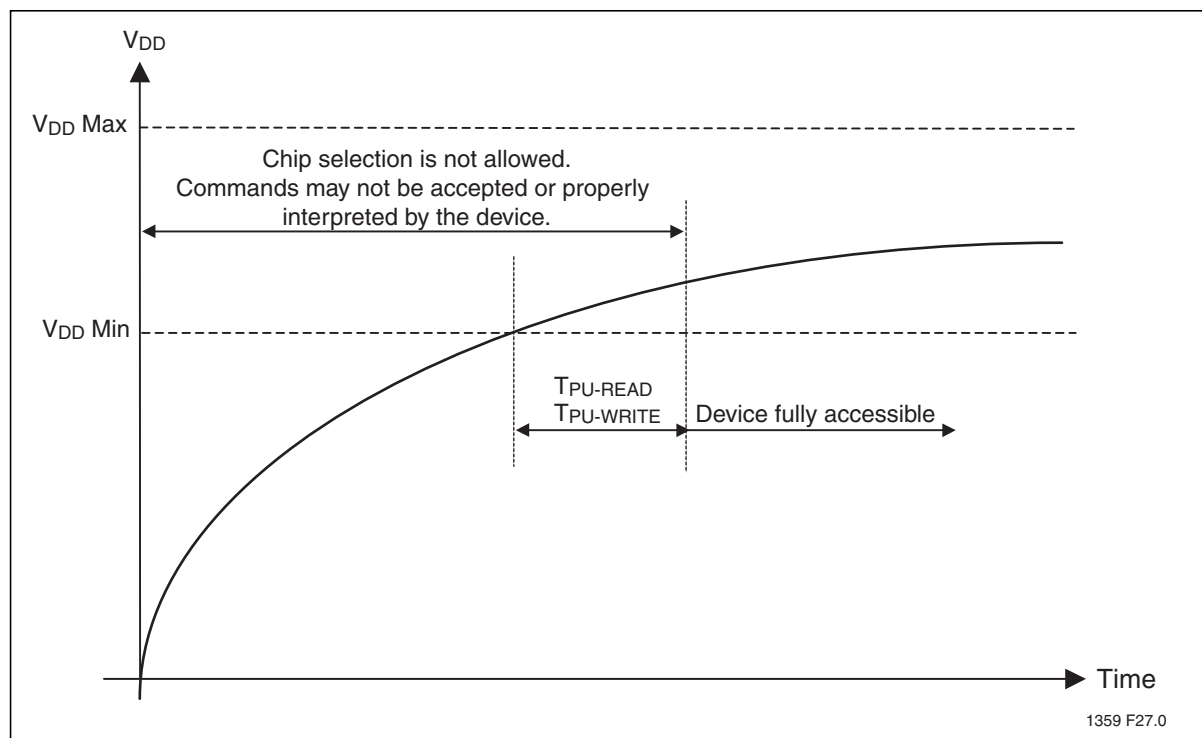 VDD
VDD Max
Chip selection is not allowed.
Commands may not be accepted or properly
interpreted by the device.
VDD Min
TPU-READ
TPU-WRITE
Device fully accessible
Time
1359 F27.0